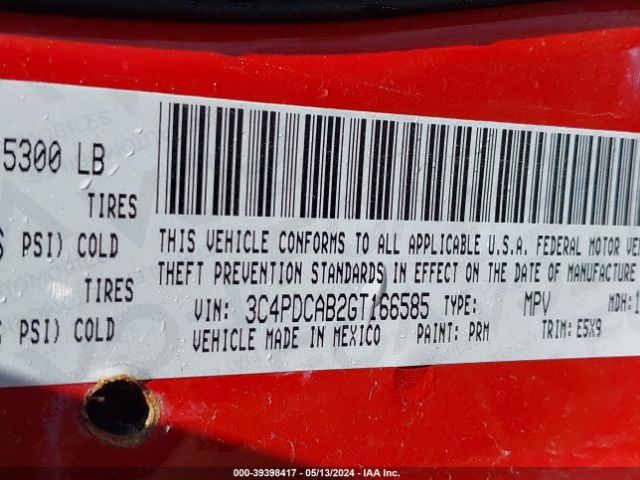 5300 LB
TIRES
PSI) COLD
PSI) COLD
THIS VEHICLE CONFORMS TO ALL APPLICABLE U.S.A. FEDERAL MOTOR
THEFT PREVENTION STANDARDS IN EFFECT ON THE DATE OF MANUFACTURE
VIN: 3C4PDCAB2GT166585 TYPE: MPV MDH:
VEHICLE MADE IN MEXICO PAINT: PRM TRIM: E5X9
000-39398417 • 05/13/2024 • IAA Inc.